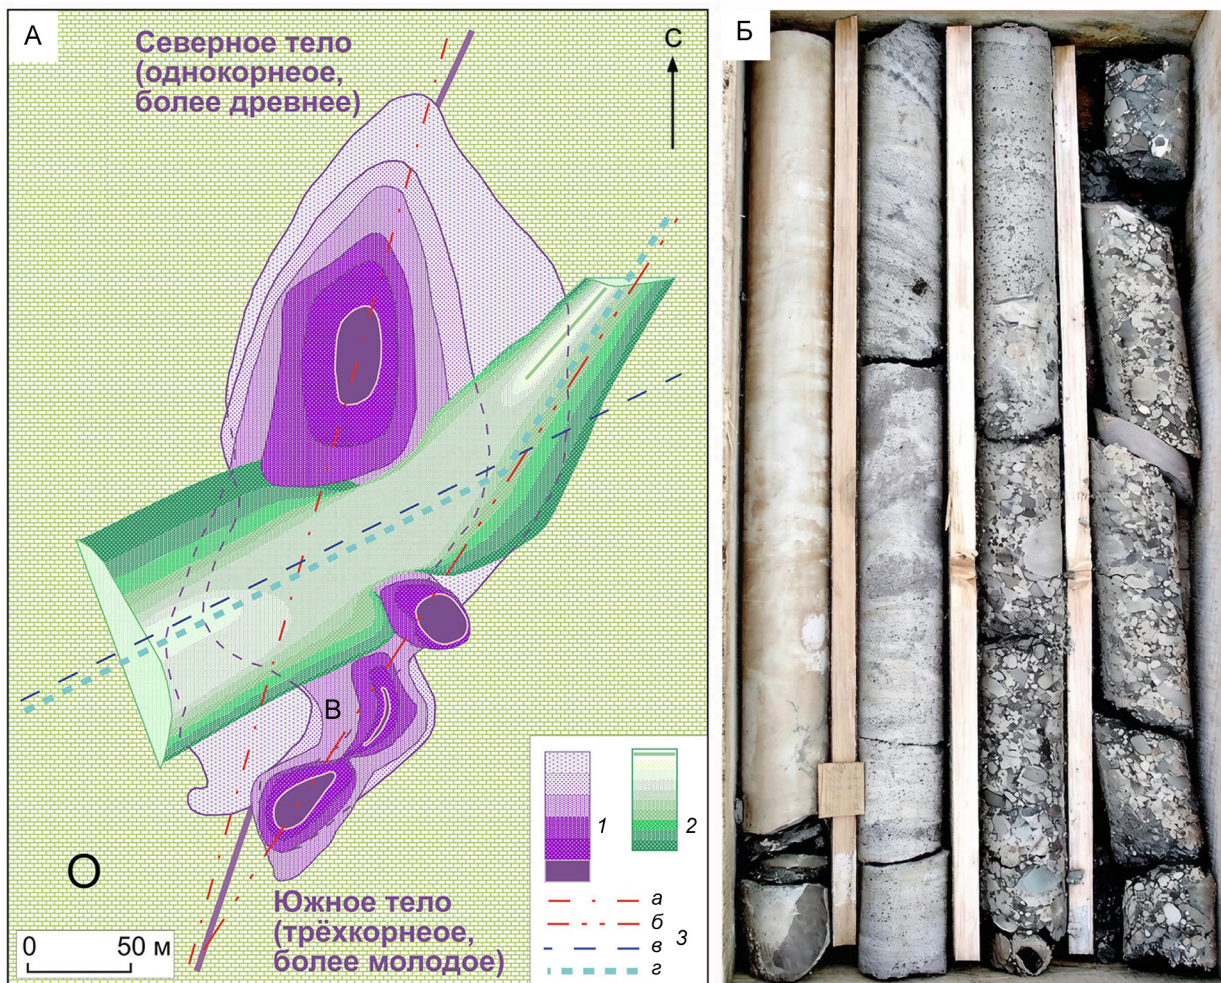 А
Северное тело
(однокорнеое,
более древнее)
С
В
О
Южное тело
(трёхкорнеое,
более молодое)
0 50 м
1
2
а
б
в
г
3
Б